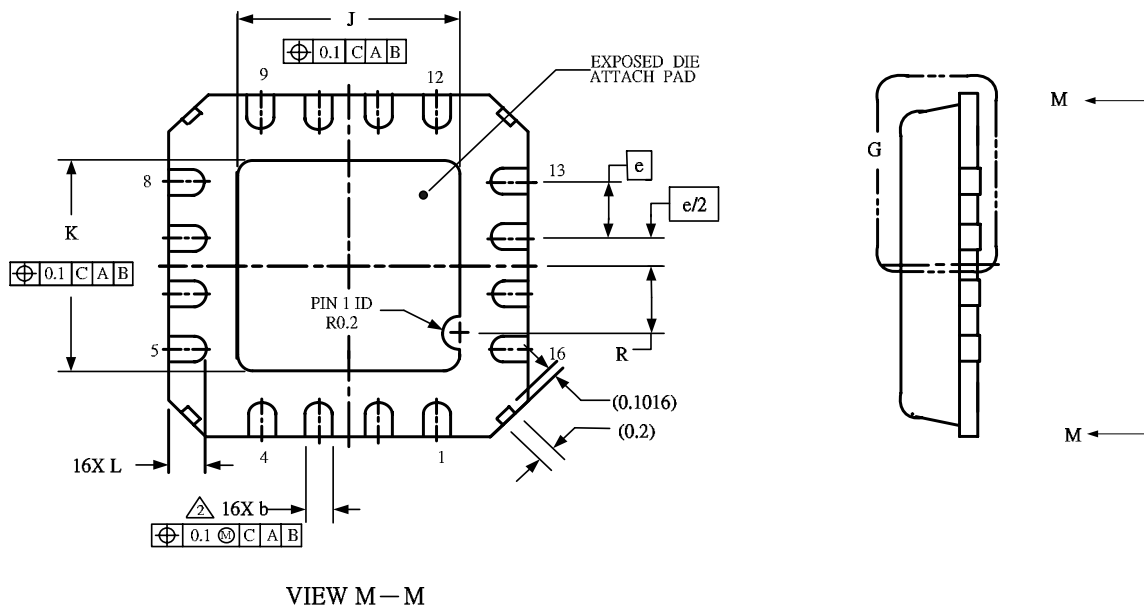 J
⌖ 0.1 C A B
9
12
EXPOSED DIE
ATTACH PAD
M
G
8
13
e
e/2
K
⌖ 0.1 C A B
PIN 1 ID
R0.2
5
16
R
(0.1016)
(0.2)
M
4
1
16X L
2 16X b
⌖ 0.1 Ⓜ C A B
VIEW M—M